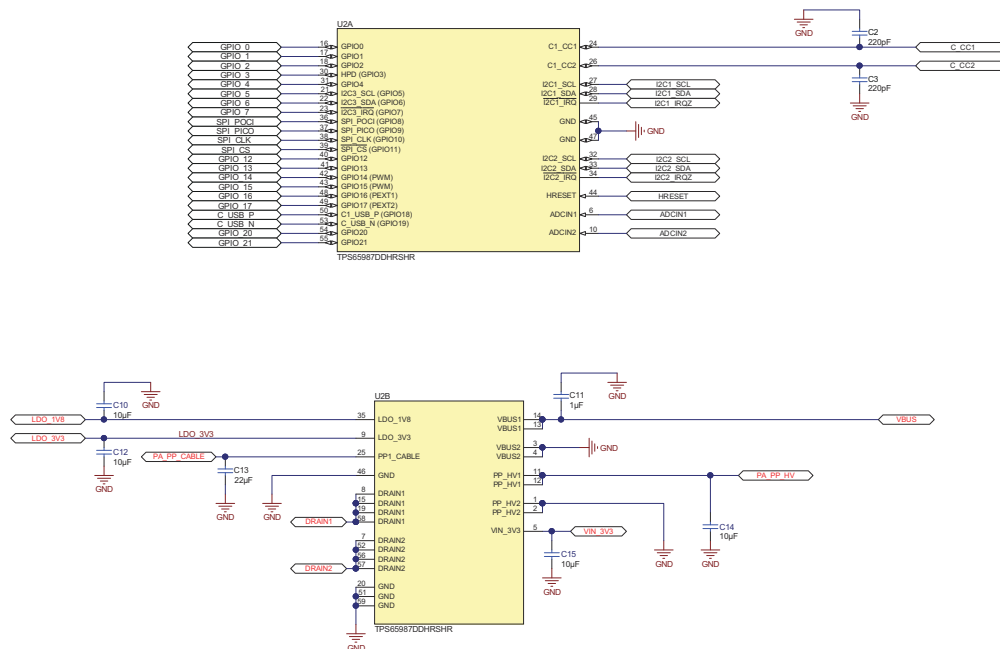 U2A
GND
C2
220pF
GPIO_0 16 GPIO0 C1_CC1 24 C_CC1
GPIO_1 17 GPIO1
GPIO_2 18 GPIO2 C1_CC2 26 C_CC2
GPIO_3 30 HPD (GPIO3)
GPIO_4 31 GPIO4 I2C1_SCL 27 I2C1_SCL
C3
220pF
GPIO_5 21 I2C3_SCL (GPIO5) I2C1_SDA 28 I2C1_SDA
GPIO_6 22 I2C3_SDA (GPIO6) I2C1_IRQ 29 I2C1_IRQZ
GND
GPIO_7 23 I2C3_IRQ (GPIO7)
SPI_POCI 36 SPI_POCI (GPIO8) GND 45
SPI_PICO 37 SPI_PICO (GPIO9) GND
SPI_CLK 38 SPI_CLK (GPIO10) GND 47
SPI_CS 39 SPI_CS (GPIO11)
GPIO_12 40 GPIO12 I2C2_SCL 32 I2C2_SCL
GPIO_13 41 GPIO13 I2C2_SDA 33 I2C2_SDA
GPIO_14 42 GPIO14 (PWM) I2C2_IRQ 34 I2C2_IRQZ
GPIO_15 43 GPIO15 (PWM)
GPIO_16 48 GPIO16 (PEXT1) HRESET 44 HRESET
GPIO_17 49 GPIO17 (PEXT2)
C_USB_P 50 C1_USB_P (GPIO18) ADCIN1 6 ADCIN1
C_USB_N 53 C_USB_N (GPIO19)
GPIO_20 54 GPIO20 ADCIN2 10 ADCIN2
GPIO_21 55 GPIO21
TPS65987DDHRSHR
U2B
C10
10µF
GND
C11
1µF
GND
LDO_1V8 35 LDO_1V8 VBUS1 14 VBUS
VBUS1 13
LDO_3V3 LDO_3V3 9 LDO_3V3
C12
10µF
GND
VBUS2 3 GND
PA_PP_CABLE 25 PP1_CABLE VBUS2 4
C13
22µF
GND
46 GND PP_HV1 11 PA_PP_HV
GND
PP_HV1 12
8 DRAIN1
15 DRAIN1 PP_HV2 1
19 DRAIN1 PP_HV2 2
DRAIN1 58 DRAIN1
VIN_3V3 5 VIN_3V3
C14
10µF
GND
7 DRAIN2
52 DRAIN2
56 DRAIN2
DRAIN2 57 DRAIN2
C15
10µF
GND
GND
20 GND
51 GND
59 GND
TPS65987DDHRSHR
GND